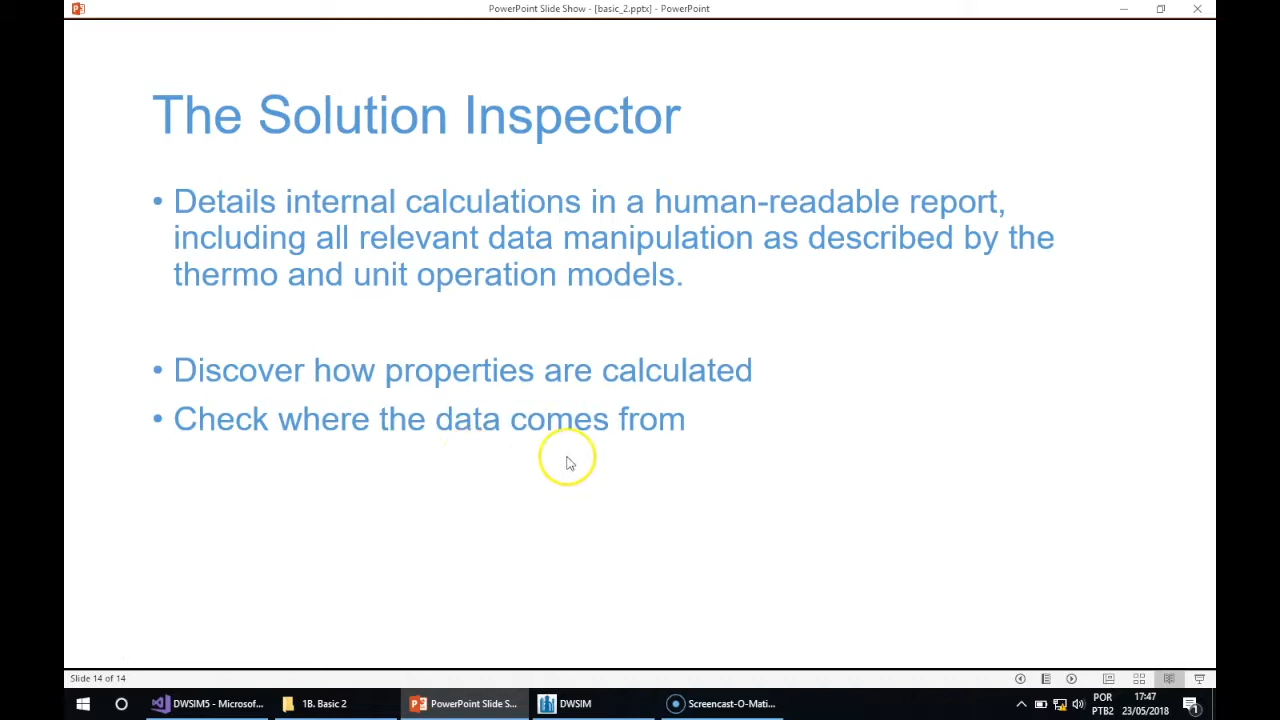 PowerPoint Slide Show - [basic_2.pptx] - PowerPoint
The Solution Inspector
• Details internal calculations in a human-readable report,
including all relevant data manipulation as described by the
thermo and unit operation models.
• Discover how properties are calculated
• Check where the data comes from
Slide 14 of 14
DWSIM5 - Microsof...
1B. Basic 2
PowerPoint Slide S...
DWSIM
Screencast-O-Mati...
POR
PTB2
17:47
23/05/2018
1